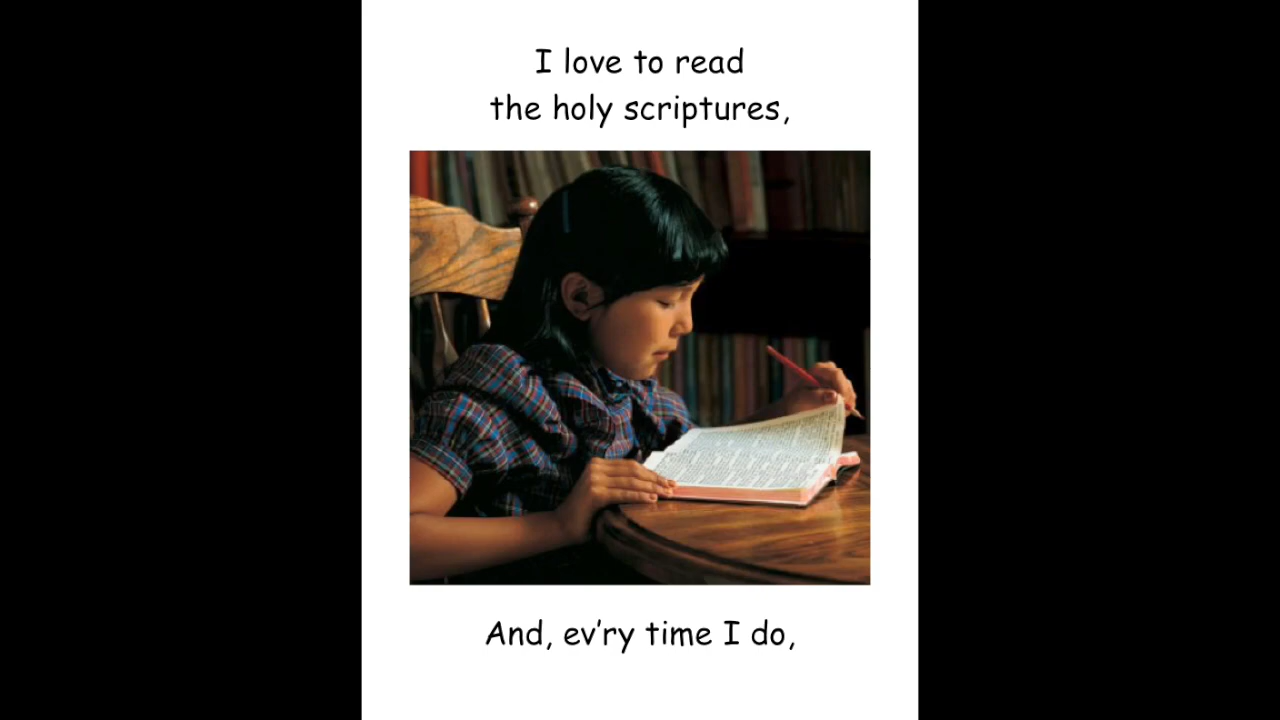 I love to read
the holy scriptures,
And, ev'ry time I do,